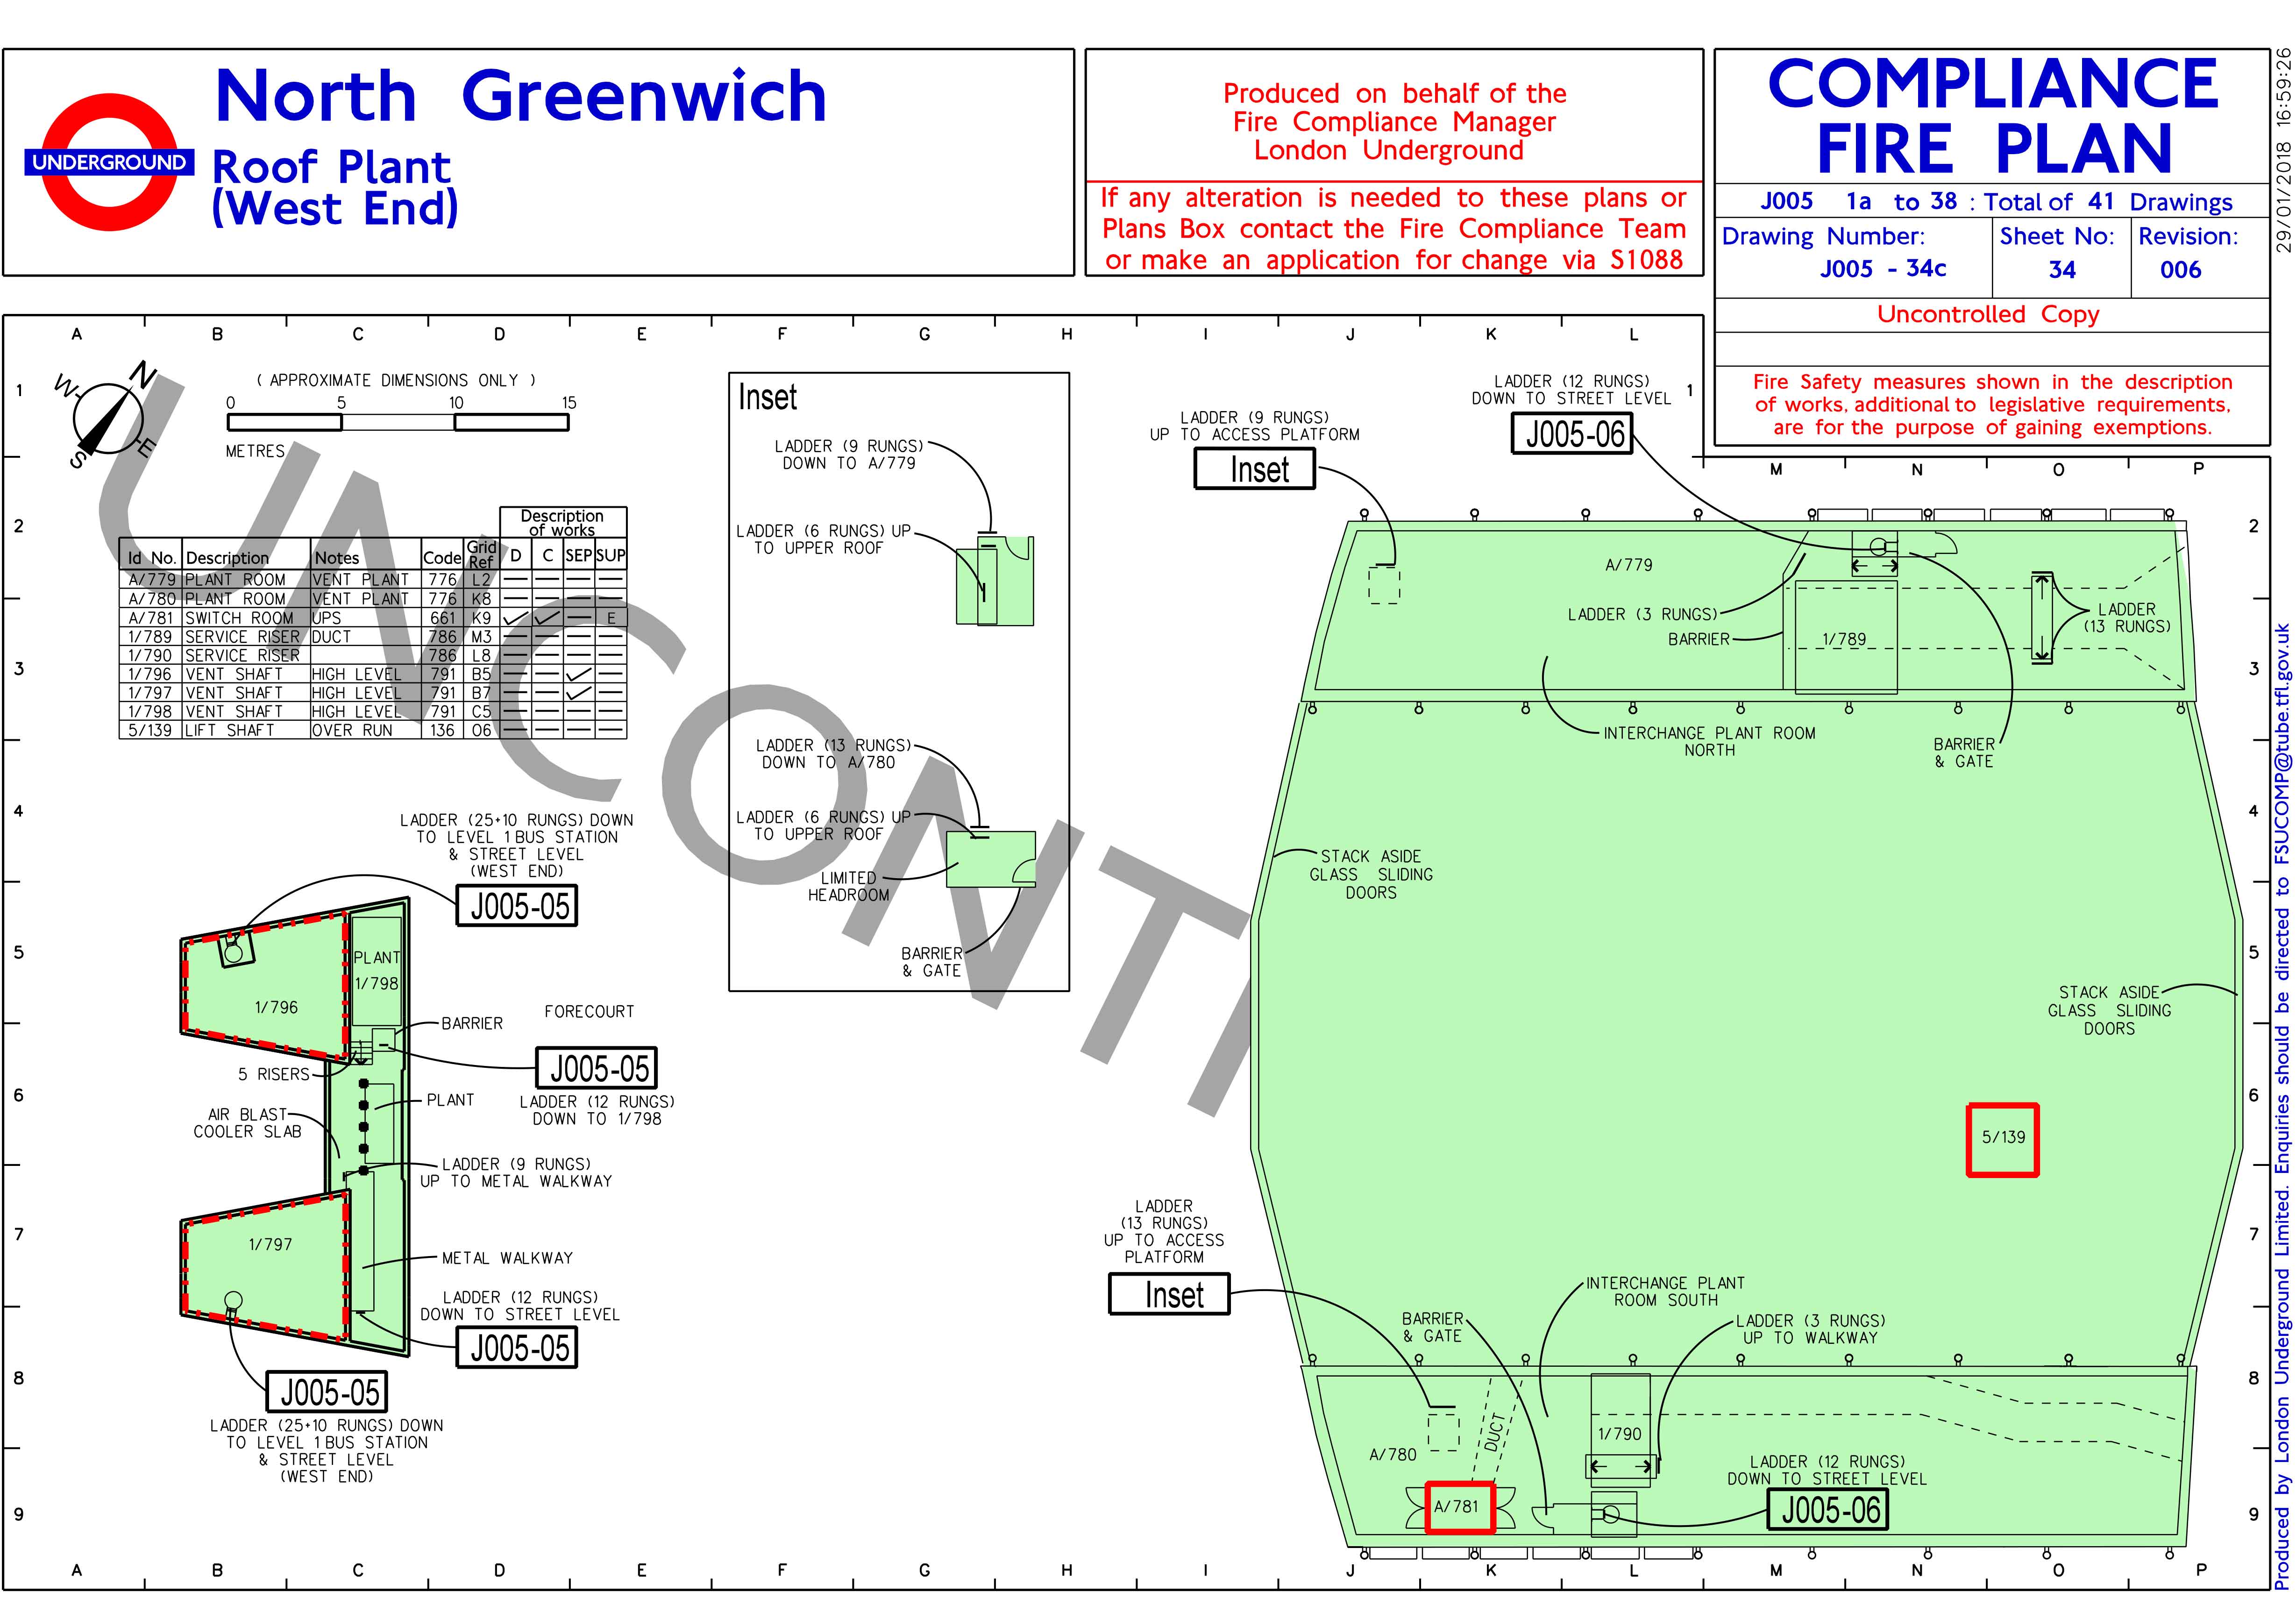 UNDERGROUND
North Greenwich
Roof Plant
(West End)
Produced on behalf of the
Fire Compliance Manager
London Underground
If any alteration is needed to these plans or
Plans Box contact the Fire Compliance Team
or make an application for change via S1088
COMPLIANCE
FIRE PLAN
J005 1a to 38 : Total of 41 Drawings
Drawing Number:
J005 - 34c
Sheet No:
34
Revision:
006
Uncontrolled Copy
Fire Safety measures shown in the description
of works, additional to legislative requirements,
are for the purpose of gaining exemptions.
29/01/2018 16:59:26
A B C D E F G H I J K L
M N O P
1
2
3
4
5
6
7
8
9
1
2
3
4
5
6
7
8
9
N
W
E
S
( APPROXIMATE DIMENSIONS ONLY )
0 5 10 15
METRES
Description
of works
Id No. Description Notes Code Grid Ref D C SEP SUP
A/779 PLANT ROOM VENT PLANT 776 L2 — — — —
A/780 PLANT ROOM VENT PLANT 776 K8 — — — —
A/781 SWITCH ROOM UPS 661 K9 ✓ ✓ — E
1/789 SERVICE RISER DUCT 786 M3 — — — —
1/790 SERVICE RISER 786 L8 — — — —
1/796 VENT SHAFT HIGH LEVEL 791 B5 — — ✓ —
1/797 VENT SHAFT HIGH LEVEL 791 B7 — — ✓ —
1/798 VENT SHAFT HIGH LEVEL 791 C5 — — — —
5/139 LIFT SHAFT OVER RUN 136 O6 — — — —
UNCONT
LADDER (25+10 RUNGS) DOWN
TO LEVEL 1 BUS STATION
& STREET LEVEL
(WEST END)
J005-05
PLANT
1/798
1/796
BARRIER
FORECOURT
J005-05
LADDER (12 RUNGS)
DOWN TO 1/798
5 RISERS
PLANT
AIR BLAST
COOLER SLAB
LADDER (9 RUNGS)
UP TO METAL WALKWAY
1/797
METAL WALKWAY
LADDER (12 RUNGS)
DOWN TO STREET LEVEL
J005-05
J005-05
LADDER (25+10 RUNGS) DOWN
TO LEVEL 1 BUS STATION
& STREET LEVEL
(WEST END)
Inset
LADDER (9 RUNGS)
DOWN TO A/779
LADDER (6 RUNGS) UP
TO UPPER ROOF
LADDER (13 RUNGS)
DOWN TO A/780
LADDER (6 RUNGS) UP
TO UPPER ROOF
LIMITED
HEADROOM
BARRIER
& GATE
LADDER (9 RUNGS)
UP TO ACCESS PLATFORM
Inset
LADDER (12 RUNGS)
DOWN TO STREET LEVEL
J005-06
A/779
LADDER (3 RUNGS)
BARRIER
1/789
LADDER
(13 RUNGS)
INTERCHANGE PLANT ROOM
NORTH
BARRIER
& GATE
STACK ASIDE
GLASS SLIDING
DOORS
STACK ASIDE
GLASS SLIDING
DOORS
5/139
LADDER
(13 RUNGS)
UP TO ACCESS
PLATFORM
Inset
INTERCHANGE PLANT
ROOM SOUTH
BARRIER
& GATE
LADDER (3 RUNGS)
UP TO WALKWAY
DUCT
1/790
A/780
A/781
LADDER (12 RUNGS)
DOWN TO STREET LEVEL
J005-06
A B C D E F G H I J K L M N O P
Produced by London Underground Limited. Enquiries should be directed to FSUCOMP@tube.tfl.gov.uk